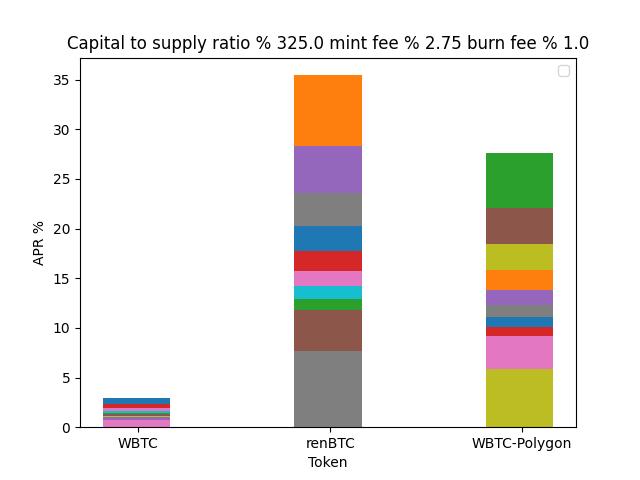 Capital to supply ratio % 325.0 mint fee % 2.75 burn fee % 1.0
35
30
25
20
15
10
5
0
APR %
WBTC renBTC WBTC-Polygon
Token